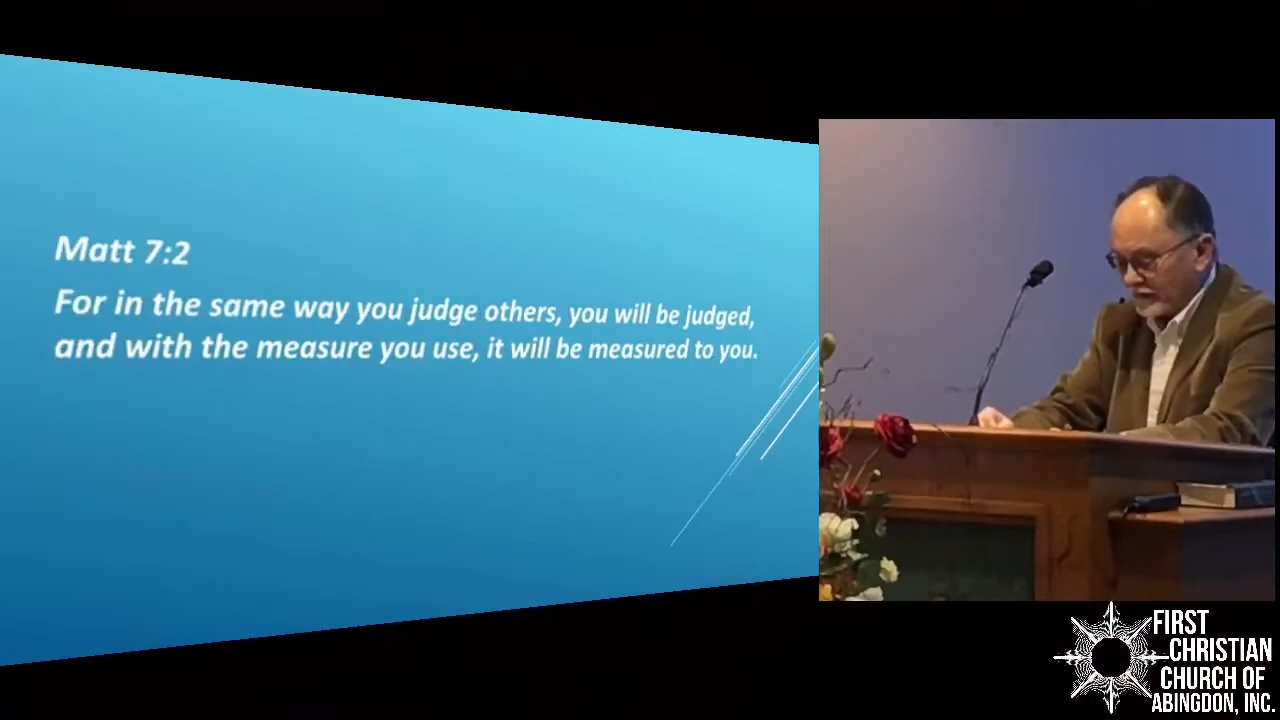 Matt 7:2
For in the same way you judge others, you will be judged,
and with the measure you use, it will be measured to you.
FIRST
CHRISTIAN
CHURCH OF
ABINGDON, INC.